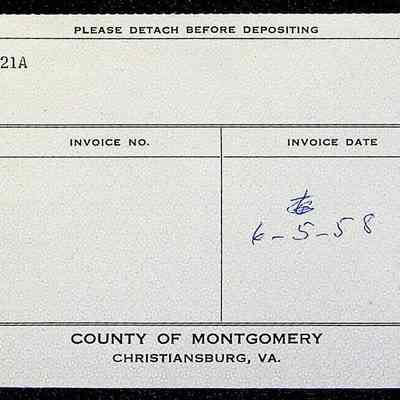 PLEASE DETACH BEFORE DEPOSITING
21A
INVOICE NO. INVOICE DATE
6-5-58
COUNTY OF MONTGOMERY
CHRISTIANSBURG, VA.